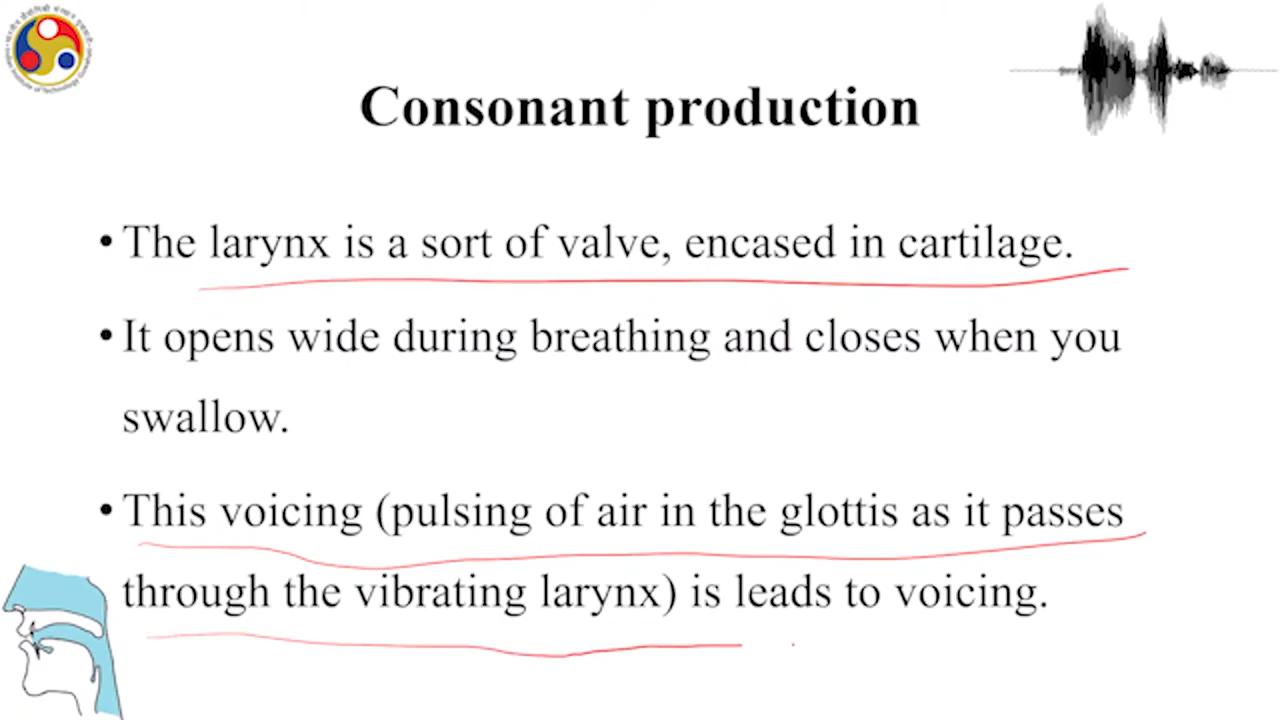 Consonant production
• The larynx is a sort of valve, encased in cartilage.
• It opens wide during breathing and closes when you
swallow.
• This voicing (pulsing of air in the glottis as it passes
through the vibrating larynx) is leads to voicing.